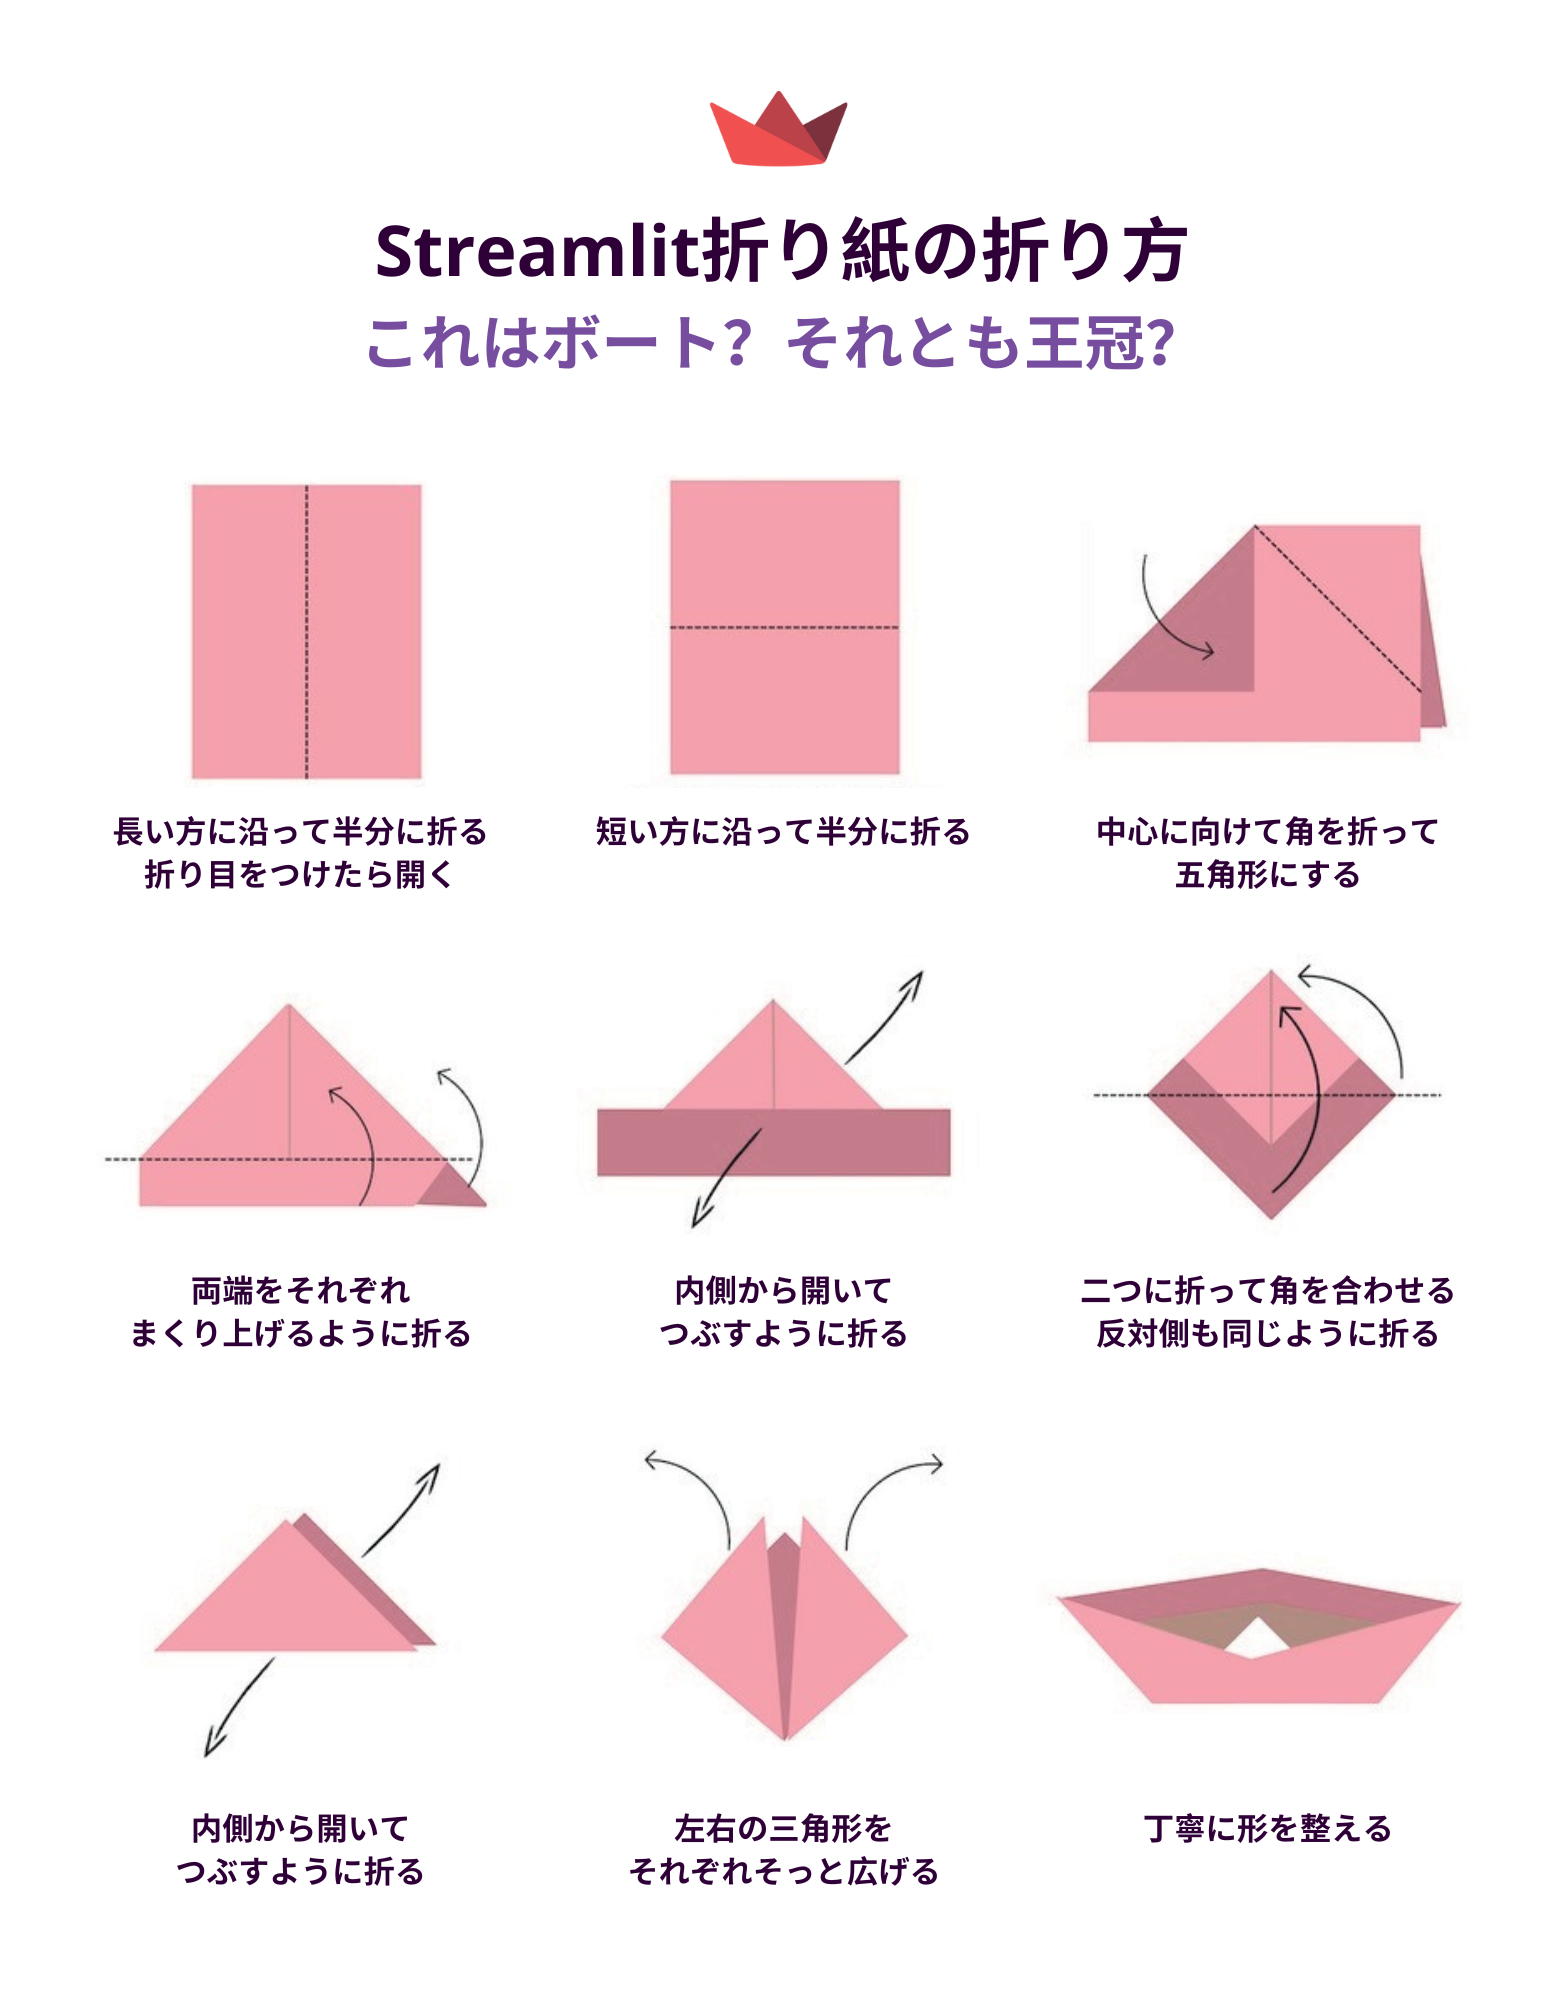 Streamlit折り紙の折り方
これはボート？それとも王冠？
長い方に沿って半分に折る
折り目をつけたら開く
短い方に沿って半分に折る
中心に向けて角を折って
五角形にする
両端をそれぞれ
まくり上げるように折る
内側から開いて
つぶすように折る
二つに折って角を合わせる
反対側も同じように折る
内側から開いて
つぶすように折る
左右の三角形を
それぞれそっと広げる
丁寧に形を整える